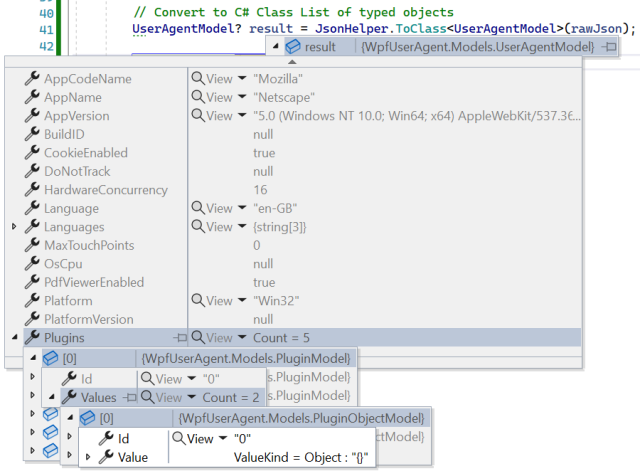 39
40 // Convert to C# Class List of typed objects
41 UserAgentModel? result = JsonHelper.ToClass<UserAgentModel>(rawJson);
42 result {WpfUserAgent.Models.UserAgentModel}
AppCodeName View "Mozilla"
AppName View "Netscape"
AppVersion View "5.0 (Windows NT 10.0; Win64; x64) AppleWebKit/537.36...
BuildID null
CookieEnabled true
DoNotTrack null
HardwareConcurrency 16
Language View "en-GB"
Languages View {string[3]}
MaxTouchPoints 0
OsCpu null
PdfViewerEnabled true
Platform View "Win32"
PlatformVersion null
Plugins View Count = 5
[0] {WpfUserAgent.Models.PluginModel}
Id View "0" s.PluginModel}
Values View Count = 2 s.PluginModel}
[0] {WpfUserAgent.Models.PluginObjectModel}
Id View "0" ectModel}
Value ValueKind = Object : "{}"